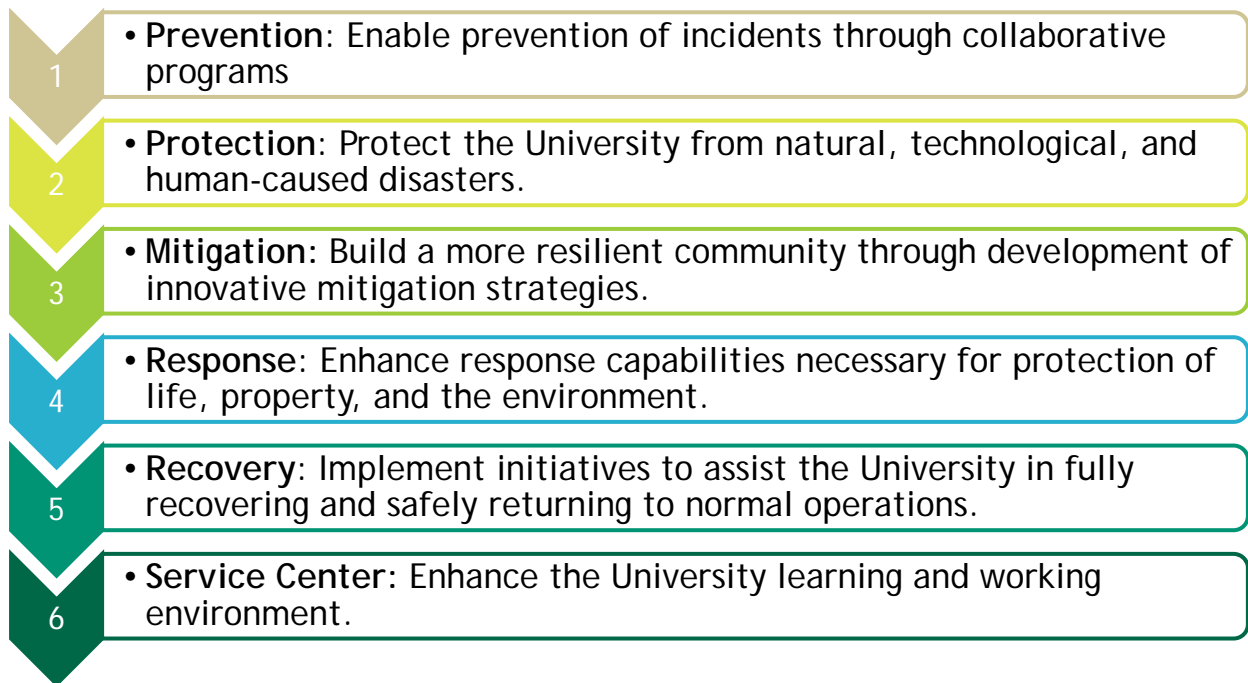 1
• Prevention: Enable prevention of incidents through collaborative
programs
2
• Protection: Protect the University from natural, technological, and
human-caused disasters.
3
• Mitigation: Build a more resilient community through development of
innovative mitigation strategies.
4
• Response: Enhance response capabilities necessary for protection of
life, property, and the environment.
5
• Recovery: Implement initiatives to assist the University in fully
recovering and safely returning to normal operations.
6
• Service Center: Enhance the University learning and working
environment.